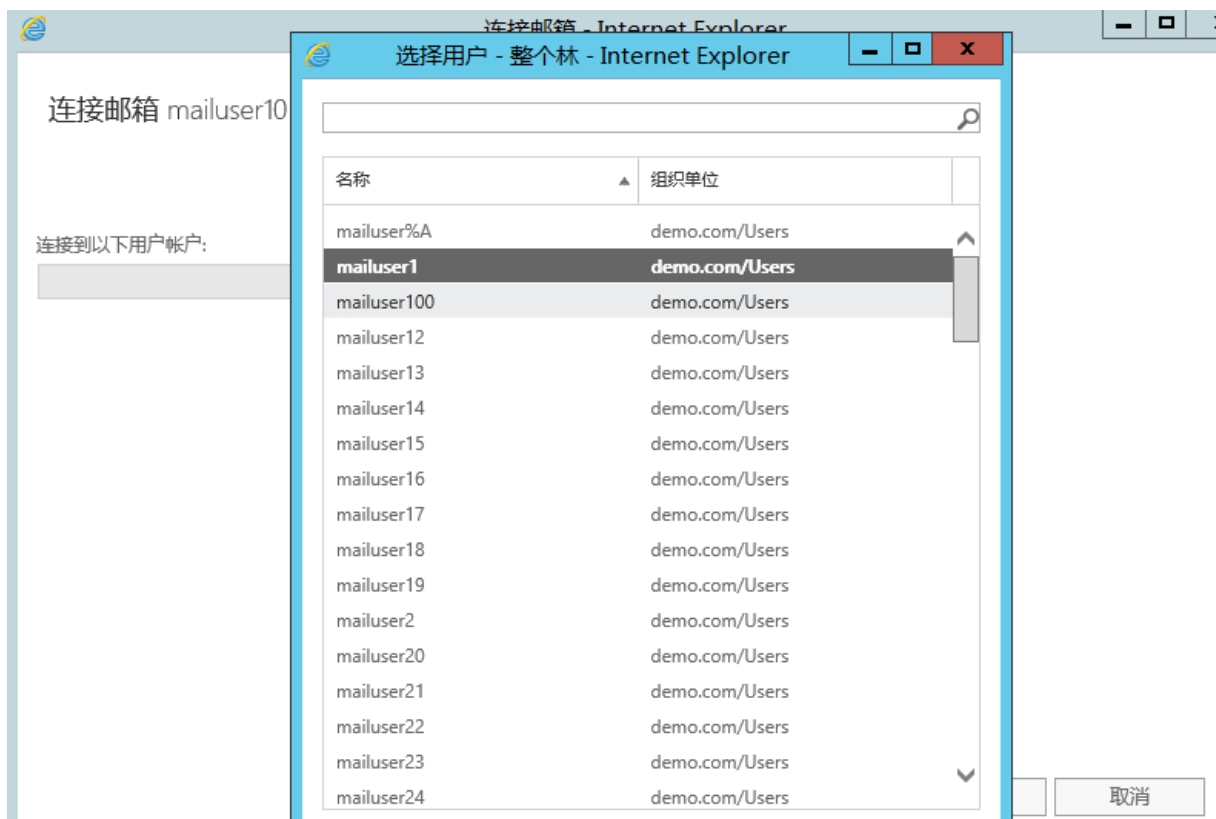 连接邮箱 - Internet Explorer
选择用户 - 整个林 - Internet Explorer
连接邮箱 mailuser10
名称 组织单位
mailuser%A demo.com/Users
连接到以下用户帐户:
mailuser1 demo.com/Users
mailuser100 demo.com/Users
mailuser12 demo.com/Users
mailuser13 demo.com/Users
mailuser14 demo.com/Users
mailuser15 demo.com/Users
mailuser16 demo.com/Users
mailuser17 demo.com/Users
mailuser18 demo.com/Users
mailuser19 demo.com/Users
mailuser2 demo.com/Users
mailuser20 demo.com/Users
mailuser21 demo.com/Users
mailuser22 demo.com/Users
mailuser23 demo.com/Users
mailuser24 demo.com/Users
取消